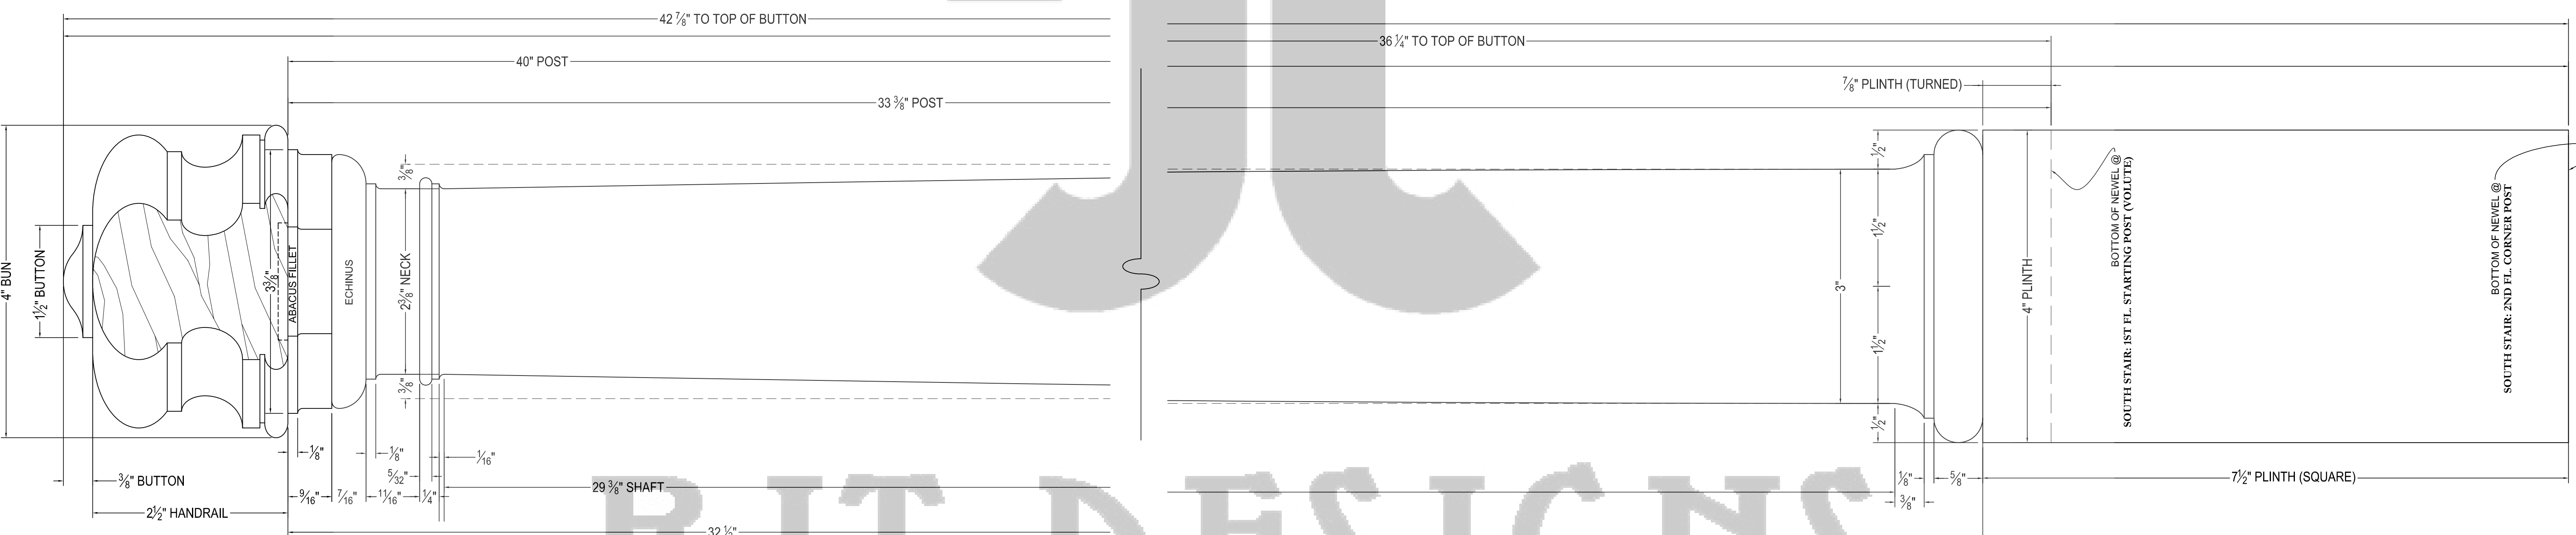 42 7/8" TO TOP OF BUTTON
36 1/4" TO TOP OF BUTTON
40" POST
7/8" PLINTH (TURNED)
33 3/8" POST
4" BUN
1 1/2" BUTTON
3 3/8"
ABACUS FILLET
ECHINUS
3/8"
2 3/8" NECK
3/8"
1/2"
1 1/2"
3"
1 1/2"
1/2"
4" PLINTH
BOTTOM OF NEWEL @
SOUTH STAIR: 1ST FL. STARTING POST (VOLUTE)
BOTTOM OF NEWEL @
SOUTH STAIR: 2ND FL. CORNER POST
1/8"
1/8"
1/16"
5/32"
3/8" BUTTON
9/16"
7/16"
11/16"
1/4"
29 3/8" SHAFT
1/8"
5/8"
3/8"
7 1/2" PLINTH (SQUARE)
2 1/2" HANDRAIL
32 1/2"
DESIGNS